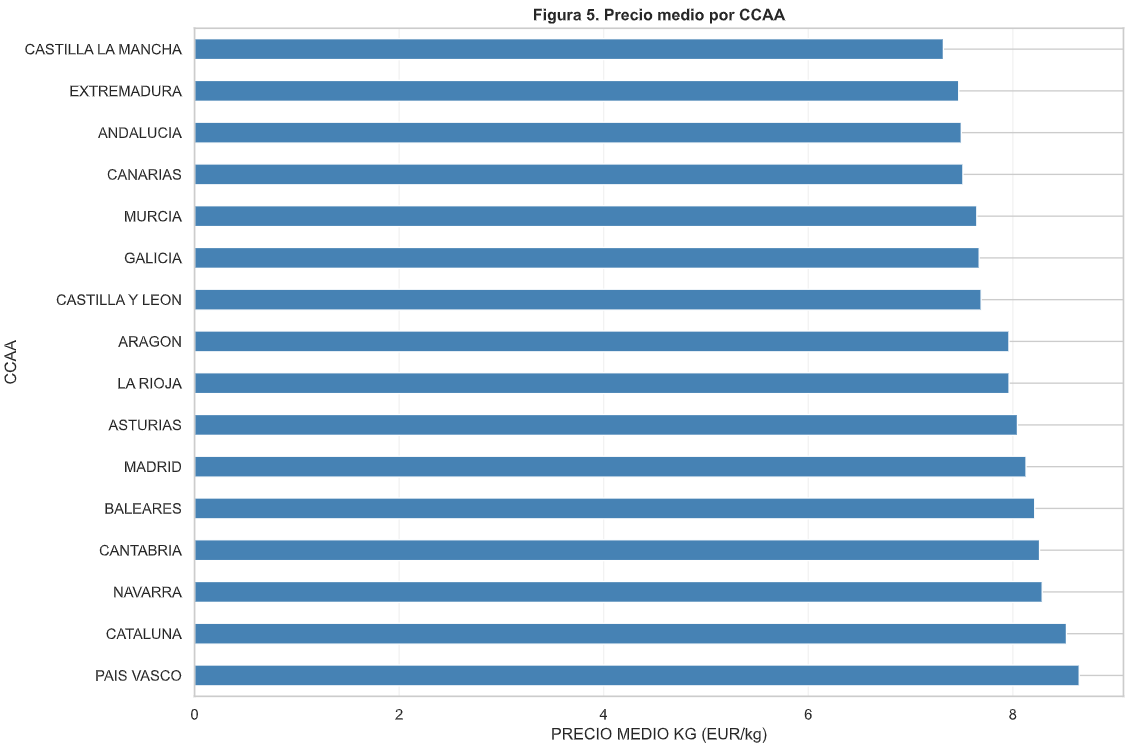 Figura 5. Precio medio por CCAA
CCAA
CASTILLA LA MANCHA
EXTREMADURA
ANDALUCIA
CANARIAS
MURCIA
GALICIA
CASTILLA Y LEON
ARAGON
LA RIOJA
ASTURIAS
MADRID
BALEARES
CANTABRIA
NAVARRA
CATALUNA
PAIS VASCO
0 2 4 6 8
PRECIO MEDIO KG (EUR/kg)